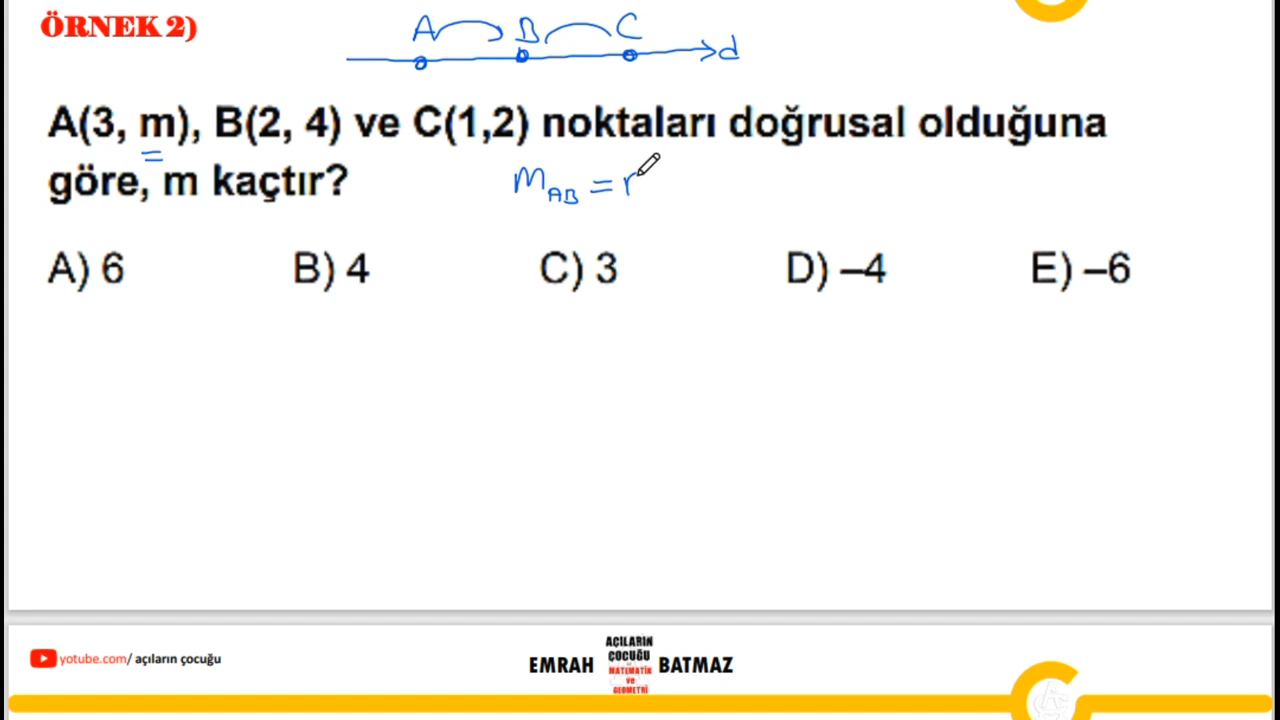 ÖRNEK 2)
A B C d
A(3, m), B(2, 4) ve C(1,2) noktaları doğrusal olduğuna
göre, m kaçtır?
m_AB = r
A) 6 B) 4 C) 3 D) –4 E) –6
yotube.com/ açıların çocuğu
EMRAH BATMAZ
AÇILARIN
ÇOCUĞU
MATEMATİK
ve
GEOMETRİ